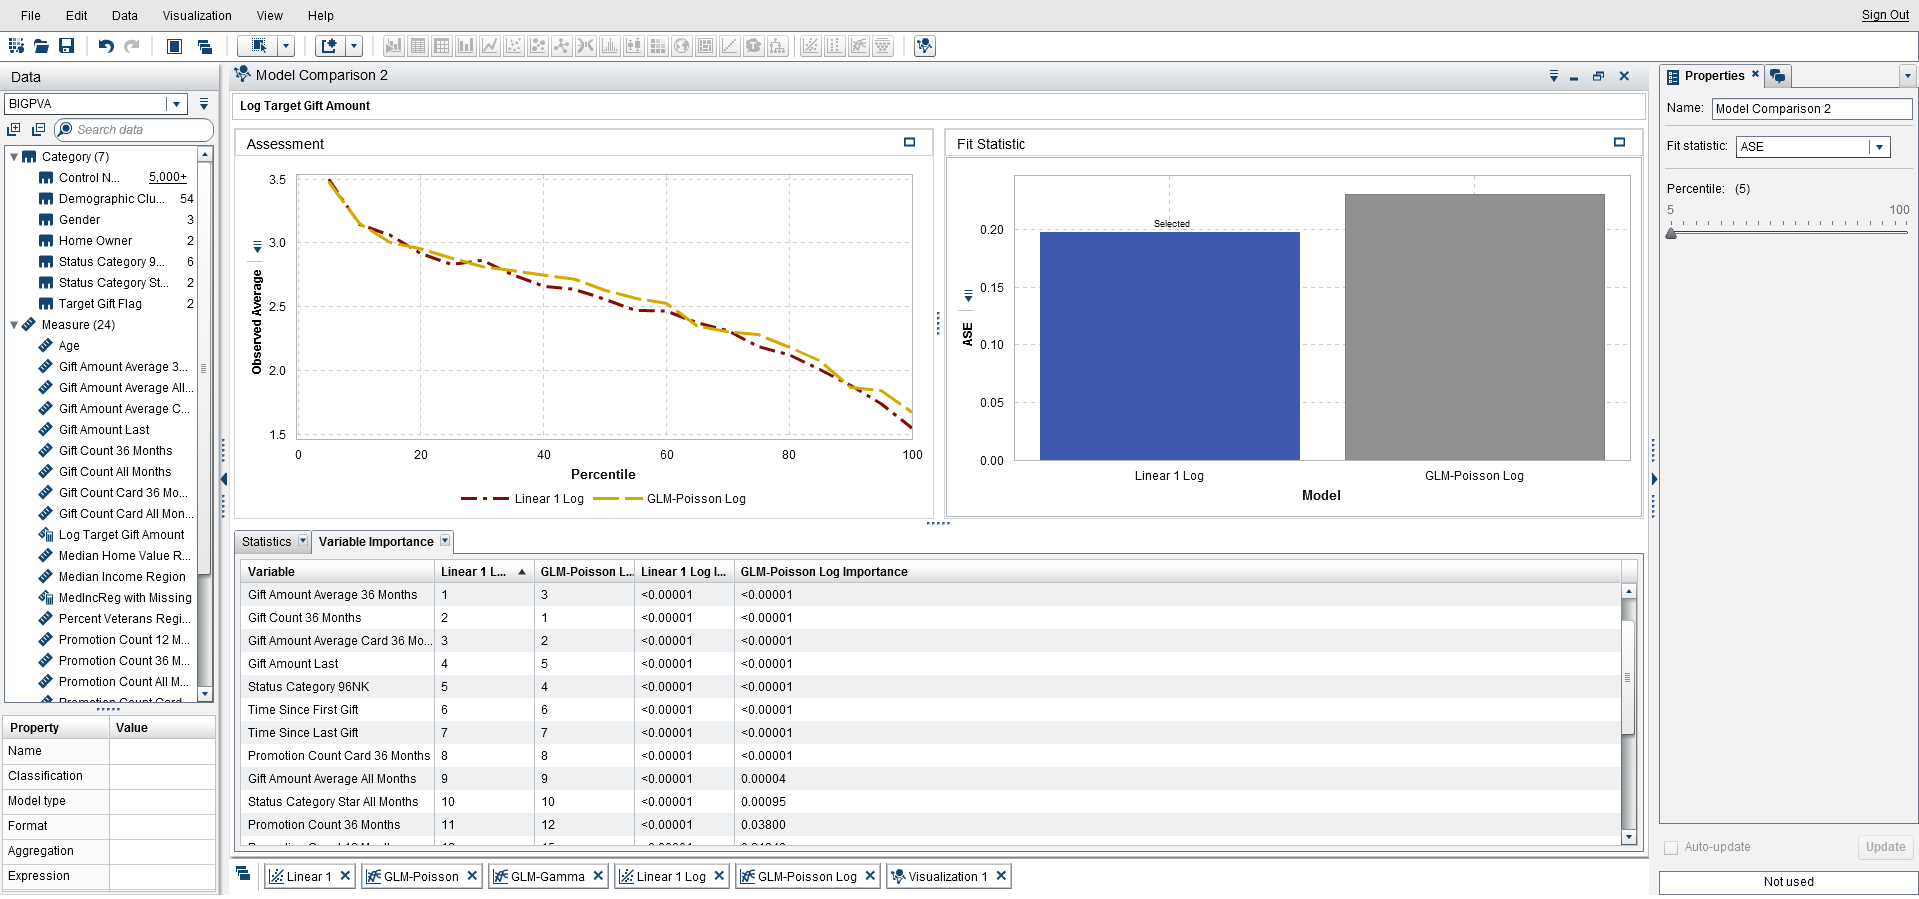 File Edit Data Visualization View Help Sign Out
Data
BIGPVA
Search data
Category (7)
Control N... 5,000+
Demographic Clu... 54
Gender 3
Home Owner 2
Status Category 9... 6
Status Category St... 2
Target Gift Flag 2
Measure (24)
Age
Gift Amount Average 3...
Gift Amount Average All...
Gift Amount Average C...
Gift Amount Last
Gift Count 36 Months
Gift Count All Months
Gift Count Card 36 Mo...
Gift Count Card All Mon...
Log Target Gift Amount
Median Home Value R...
Median Income Region
MedIncReg with Missing
Percent Veterans Regi...
Promotion Count 12 M...
Promotion Count 36 M...
Promotion Count All M...
Promotion Count Card
Property Value
Name
Classification
Model type
Format
Aggregation
Expression
Model Comparison 2
Log Target Gift Amount
Assessment
Observed Average
3.5
3.0
2.5
2.0
1.5
0 20 40 60 80 100
Percentile
Linear 1 Log GLM-Poisson Log
Fit Statistic
ASE
0.20
0.15
0.10
0.05
0.00
Selected
Linear 1 Log GLM-Poisson Log
Model
Statistics Variable Importance
Variable Linear 1 L... GLM-Poisson L... Linear 1 Log I... GLM-Poisson Log Importance
Gift Amount Average 36 Months 1 3 <0.00001 <0.00001
Gift Count 36 Months 2 1 <0.00001 <0.00001
Gift Amount Average Card 36 Mo... 3 2 <0.00001 <0.00001
Gift Amount Last 4 5 <0.00001 <0.00001
Status Category 96NK 5 4 <0.00001 <0.00001
Time Since First Gift 6 6 <0.00001 <0.00001
Time Since Last Gift 7 7 <0.00001 <0.00001
Promotion Count Card 36 Months 8 8 <0.00001 <0.00001
Gift Amount Average All Months 9 9 <0.00001 0.00004
Status Category Star All Months 10 10 <0.00001 0.00095
Promotion Count 36 Months 11 12 <0.00001 0.03800
Linear 1 GLM-Poisson GLM-Gamma Linear 1 Log GLM-Poisson Log Visualization 1
Properties
Name: Model Comparison 2
Fit statistic: ASE
Percentile: (5)
5 100
Auto-update Update
Not used